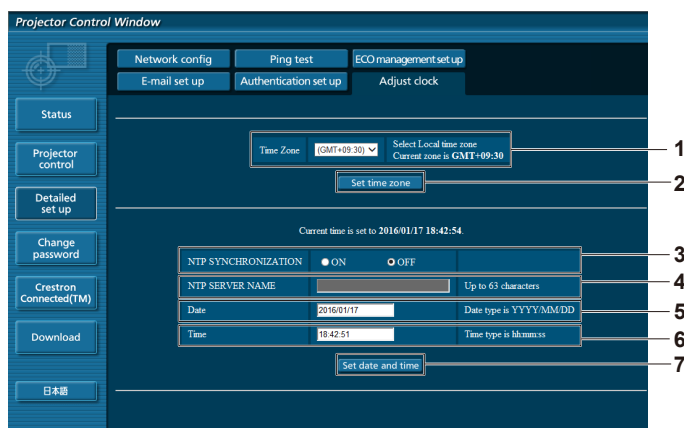 Projector Control Window
Network config
Ping test
ECO management set up
E-mail set up
Authentication set up
Adjust clock
Status
Projector
control
Detailed
set up
Change
password
Crestron
Connected(TM)
Download
日本語
Time Zone
(GMT+09:30)
Select Local time zone
Current zone is GMT+09:30
1
Set time zone
2
Current time is set to 2016/01/17 18:42:54.
NTP SYNCHRONIZATION
ON
OFF
3
NTP SERVER NAME
Up to 63 characters
4
Date
2016/01/17
Date type is YYYY/MM/DD
5
Time
18:42:51
Time type is hh:mm:ss
6
Set date and time
7